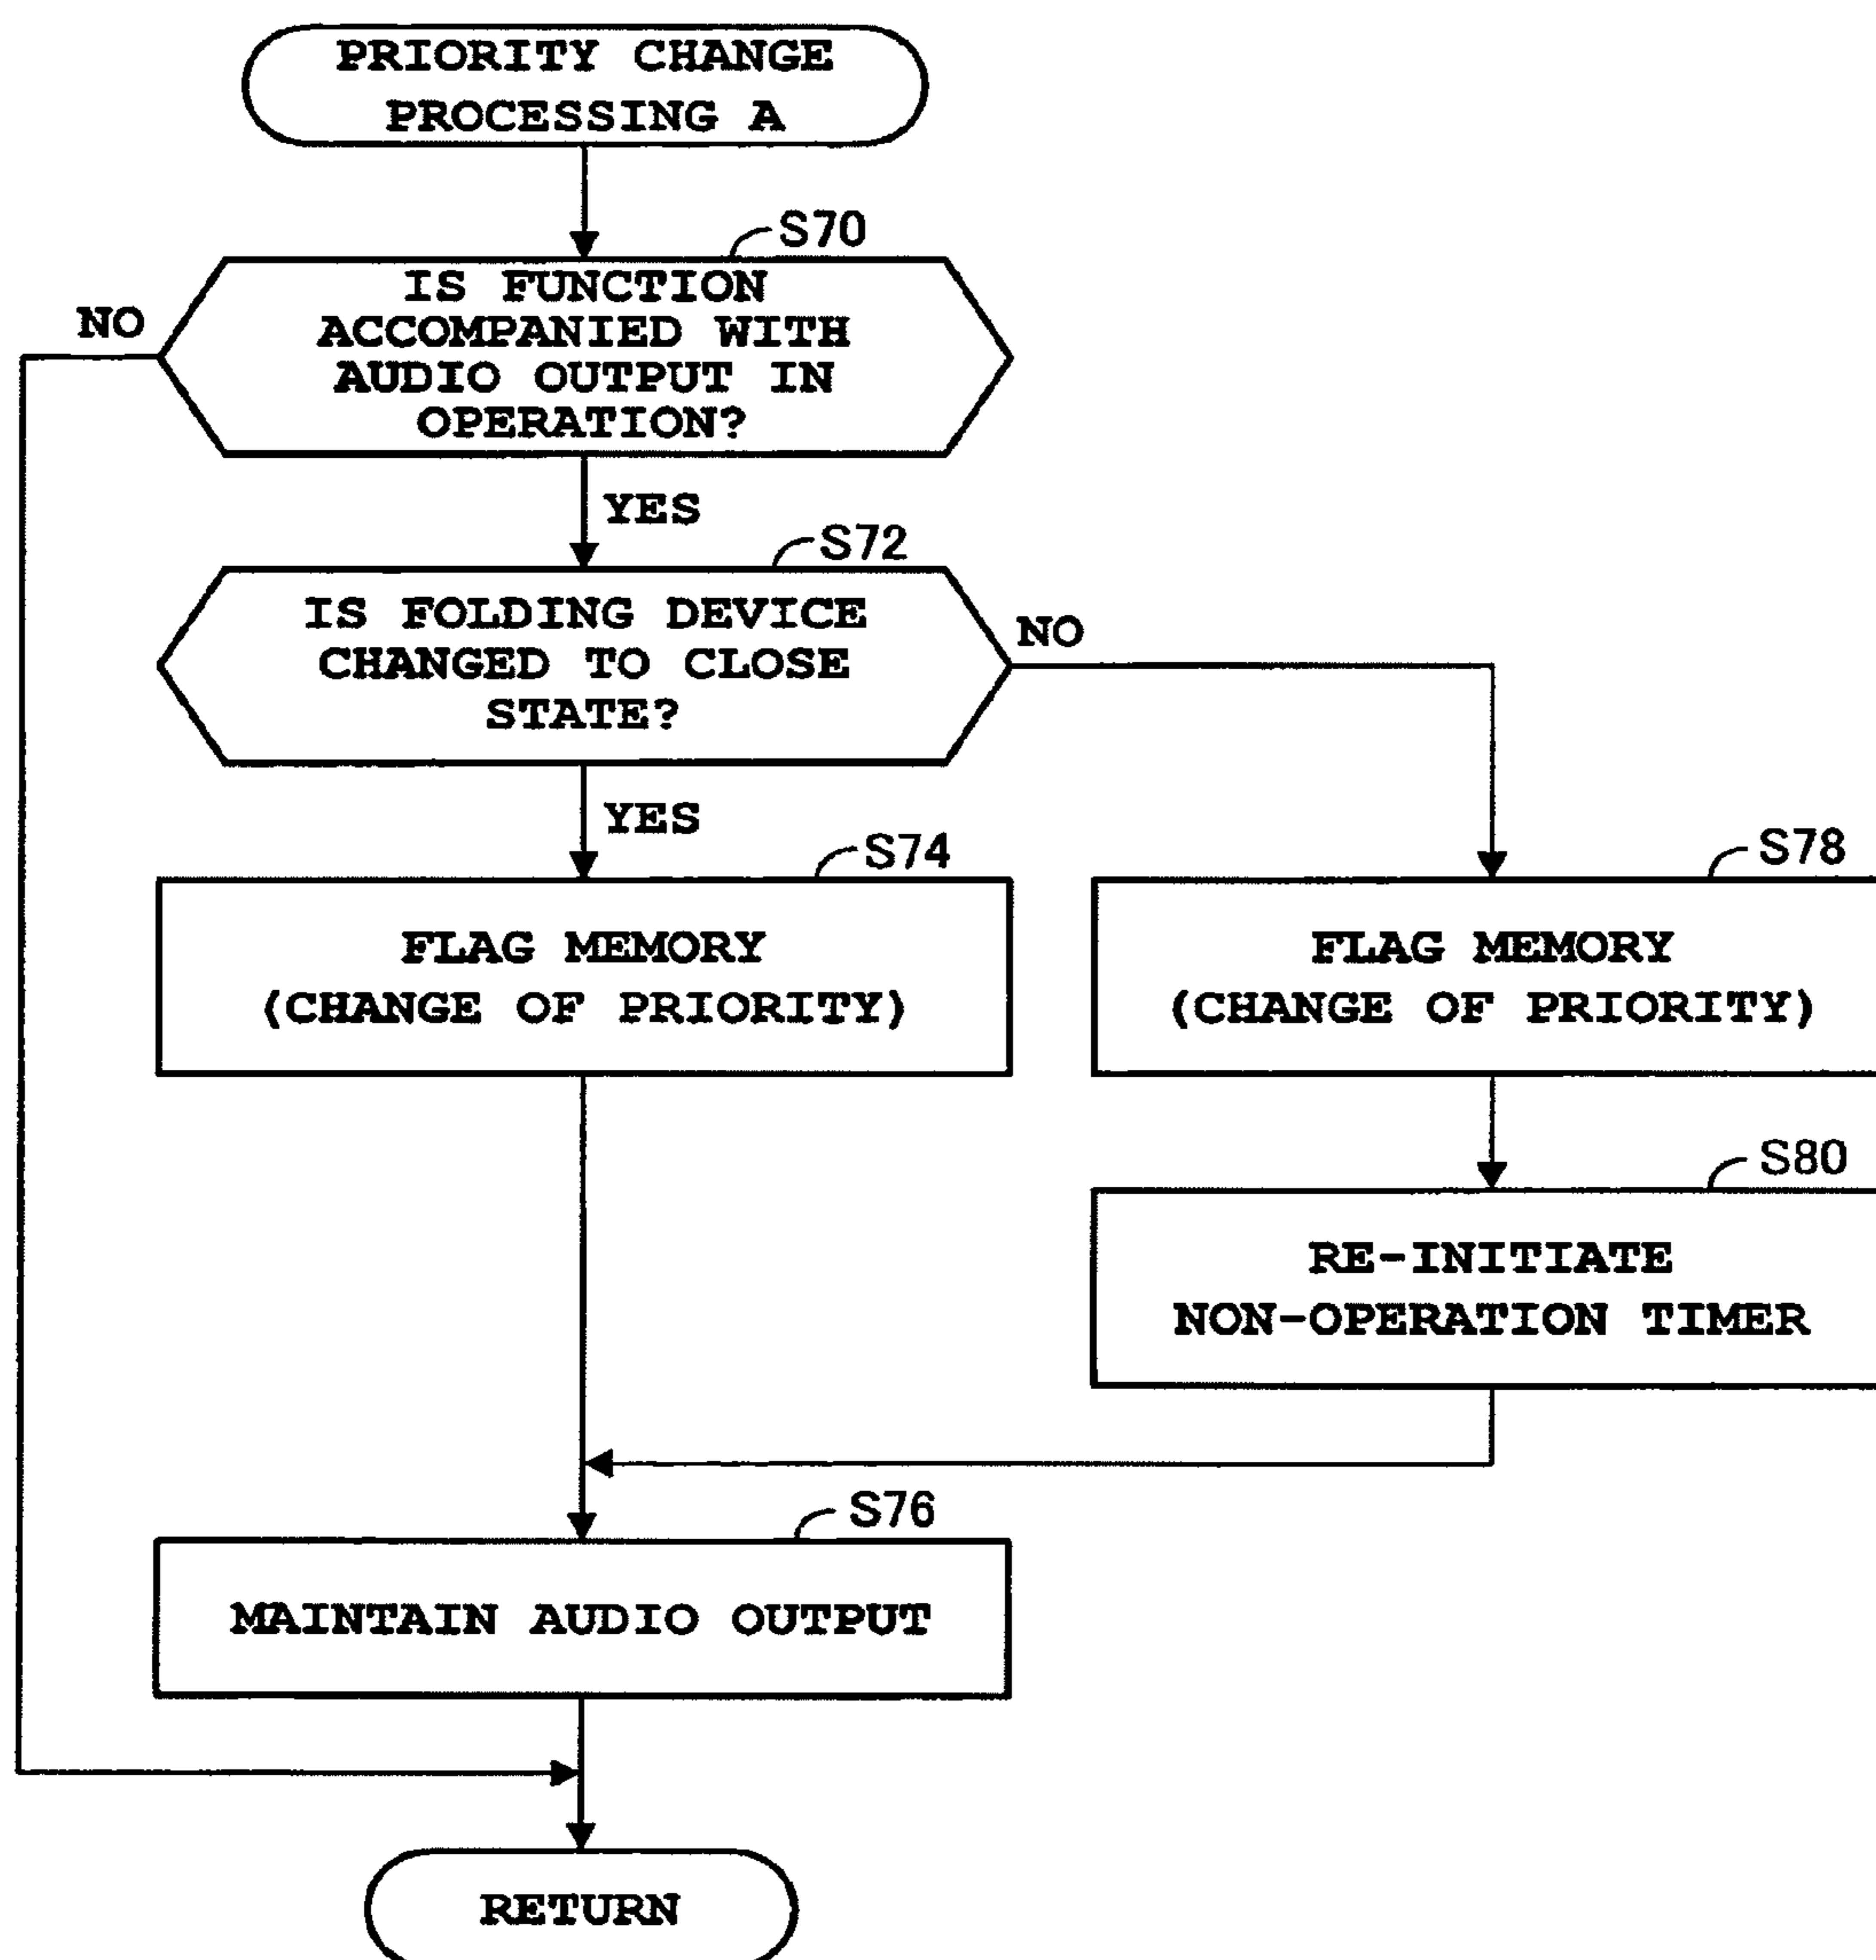 PRIORITY CHANGE
PROCESSING A
S70
IS FUNCTION
ACCOMPANIED WITH
AUDIO OUTPUT IN
OPERATION?
NO
YES
S72
IS FOLDING DEVICE
CHANGED TO CLOSE
STATE?
NO
YES
S74
FLAG MEMORY
(CHANGE OF PRIORITY)
S78
FLAG MEMORY
(CHANGE OF PRIORITY)
S80
RE-INITIATE
NON-OPERATION TIMER
S76
MAINTAIN AUDIO OUTPUT
RETURN